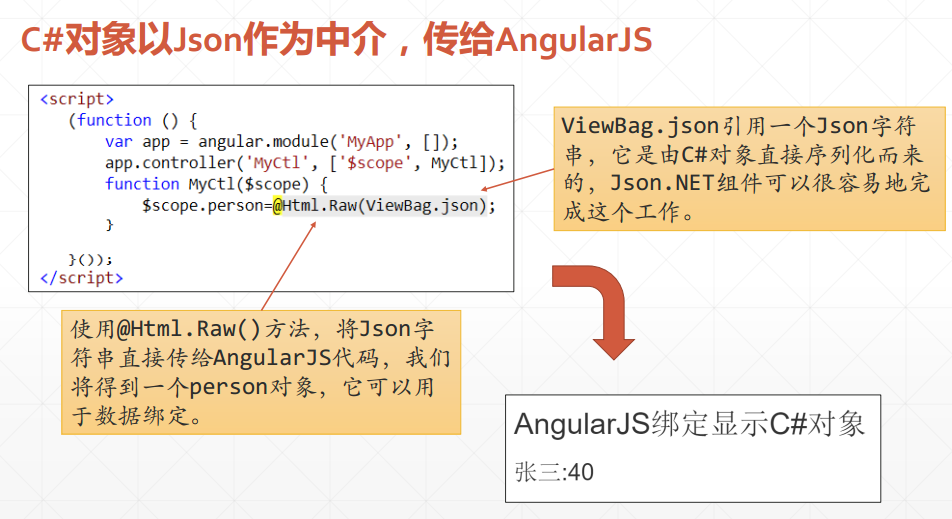 C#对象以Json作为中介，传给AngularJS
<script>
(function () {
var app = angular.module('MyApp', []);
app.controller('MyCtl', ['$scope', MyCtl]);
function MyCtl($scope) {
$scope.person=@Html.Raw(ViewBag.json);
}
}());
</script>
ViewBag.json引用一个Json字符
串，它是由C#对象直接序列化而来
的，Json.NET组件可以很容易地完
成这个工作。
使用@Html.Raw()方法，将Json字
符串直接传给AngularJS代码，我们
将得到一个person对象，它可以用
于数据绑定。
AngularJS绑定显示C#对象
张三:40